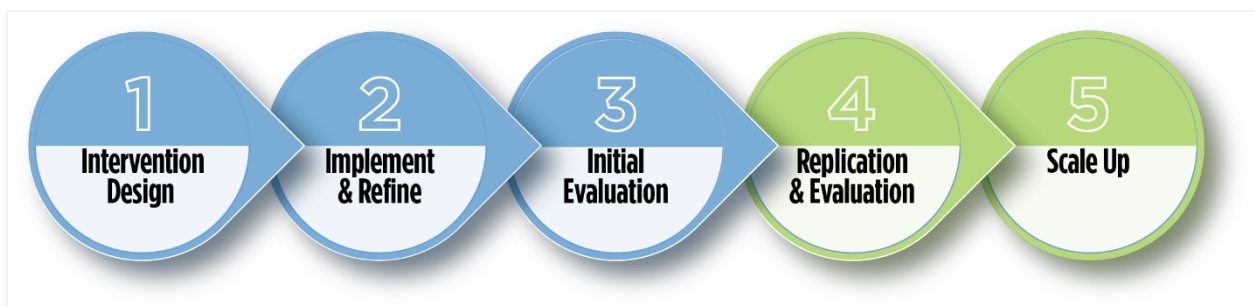 1
Intervention
Design
2
Implement
& Refine
3
Initial
Evaluation
4
Replication
& Evaluation
5
Scale Up